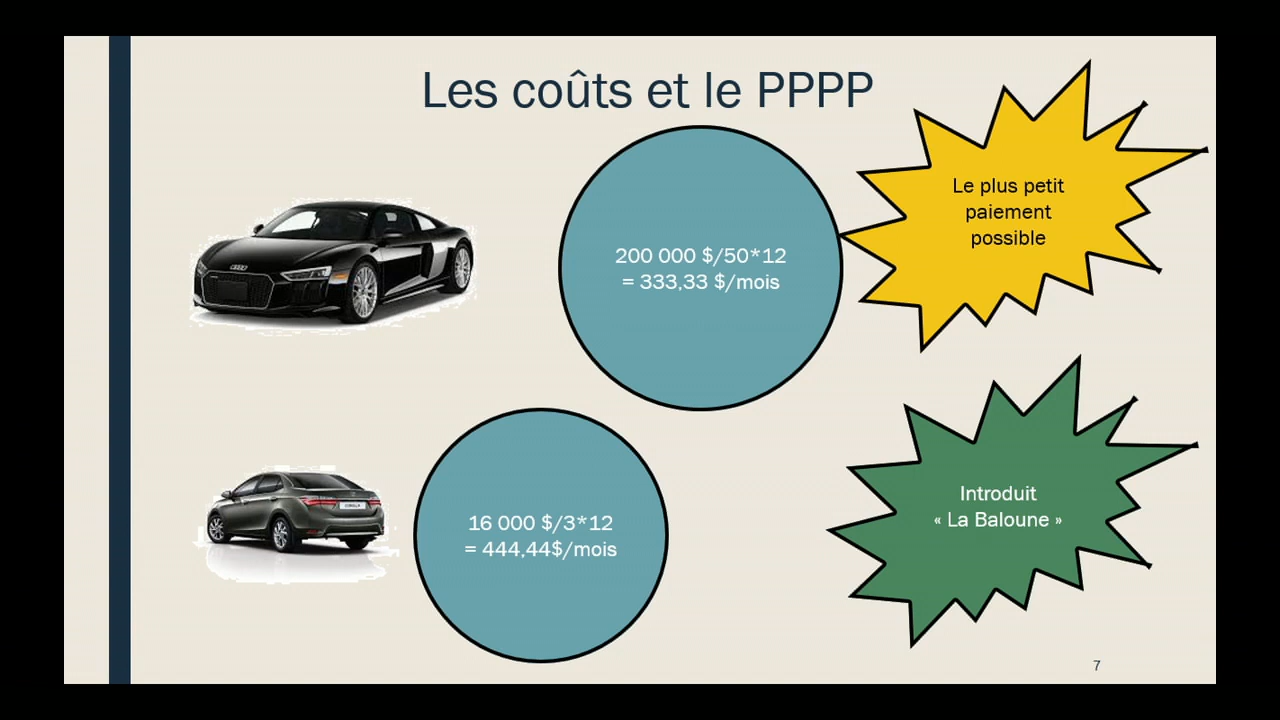 Les coûts et le PPPP
200 000 $/50*12
= 333,33 $/mois
Le plus petit
paiement
possible
16 000 $/3*12
= 444,44$/mois
Introduit
« La Baloune »
7